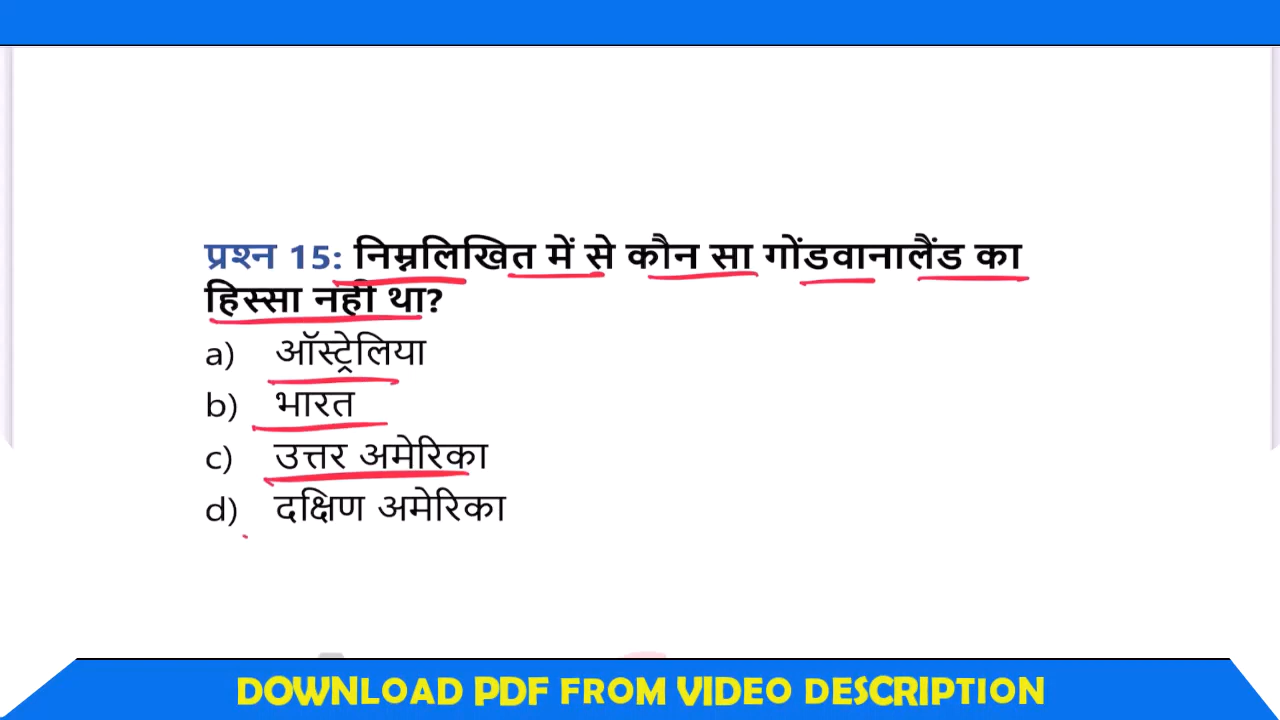 प्रश्न 15: निम्नलिखित में से कौन सा गोंडवानालैंड का
हिस्सा नहीं था?
a) ऑस्ट्रेलिया
b) भारत
c) उत्तर अमेरिका
d) दक्षिण अमेरिका
DOWNLOAD PDF FROM VIDEO DESCRIPTION